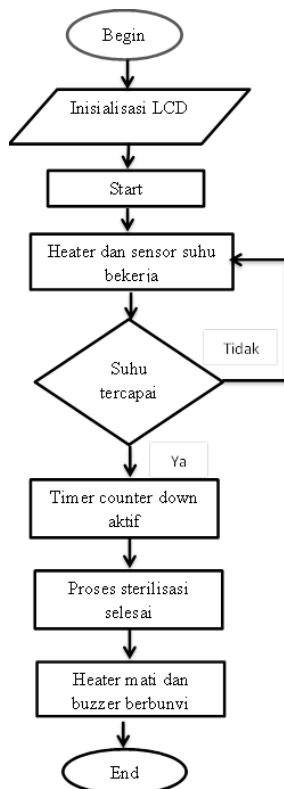 Begin
Inisialisasi LCD
Start
Heater dan sensor suhu
bekerja
Suhu
tercapai
Tidak
Ya
Timer counter down
aktif
Proses sterilisasi
selesai
Heater mati dan
buzzer berbunyi
End